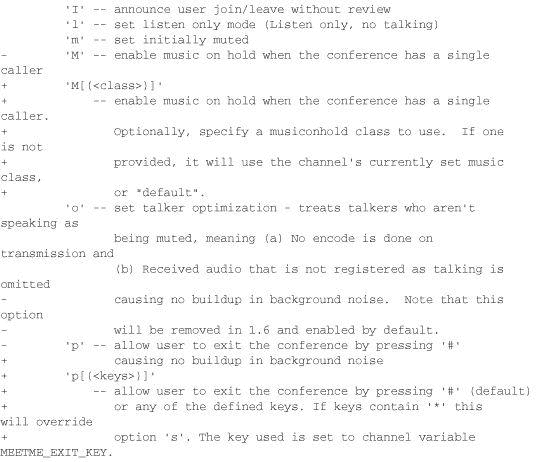 'I' -- announce user join/leave without review
'l' -- set listen only mode (Listen only, no talking)
'm' -- set initially muted
-       'M' -- enable music on hold when the conference has a single
caller
+       'M[(<class>)]'
+           -- enable music on hold when the conference has a single
caller.
+              Optionally, specify a musiconhold class to use.  If one
is not
+              provided, it will use the channel's currently set music
class,
+              or "default".
'o' -- set talker optimization - treats talkers who aren't
speaking as
being muted, meaning (a) No encode is done on
transmission and
(b) Received audio that is not registered as talking is
omitted
-              causing no buildup in background noise.  Note that this
option
-              will be removed in 1.6 and enabled by default.
-       'p' -- allow user to exit the conference by pressing '#'
+              causing no buildup in background noise
+       'p[(<keys>)]'
+           -- allow user to exit the conference by pressing '#' (default)
+              or any of the defined keys. If keys contain '*' this
will override
+              option 's'. The key used is set to channel variable
MEETME_EXIT_KEY.